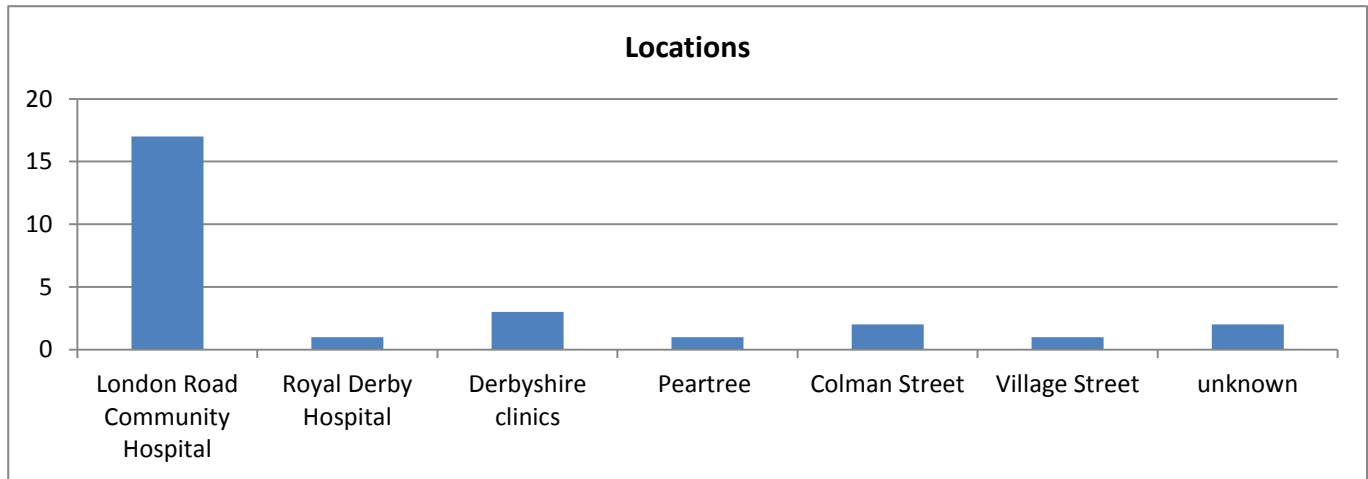 Locations
20
15
10
5
0
London Road
Community
Hospital
Royal Derby
Hospital
Derbyshire
clinics
Peartree
Colman Street
Village Street
unknown